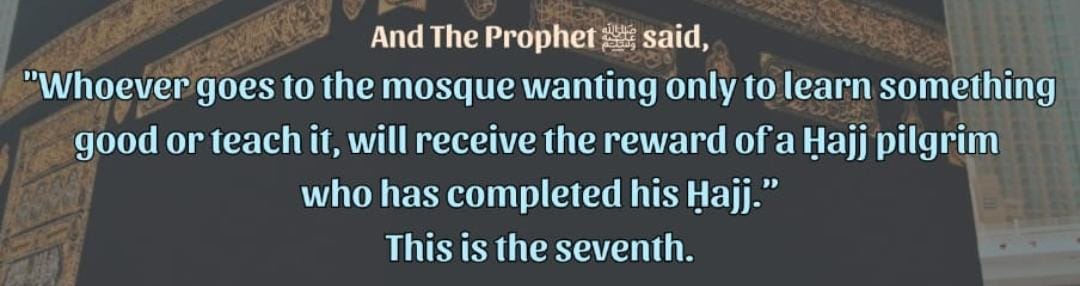 And The Prophet ﷺ said,
"Whoever goes to the mosque wanting only to learn something
good or teach it, will receive the reward of a Ḥajj pilgrim
who has completed his Ḥajj.”
This is the seventh.